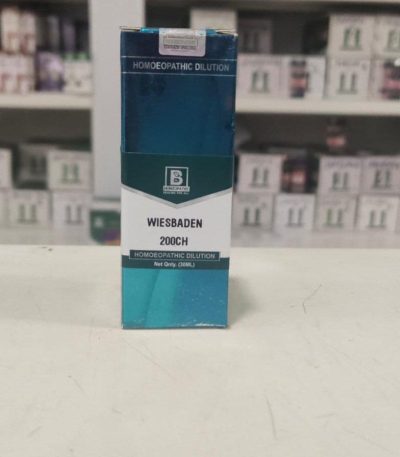 HOMOEOPATHIC DILUTION
B
WIESBADEN
200CH
HOMOEOPATHIC DILUTION
Net Qnty. (30ML)